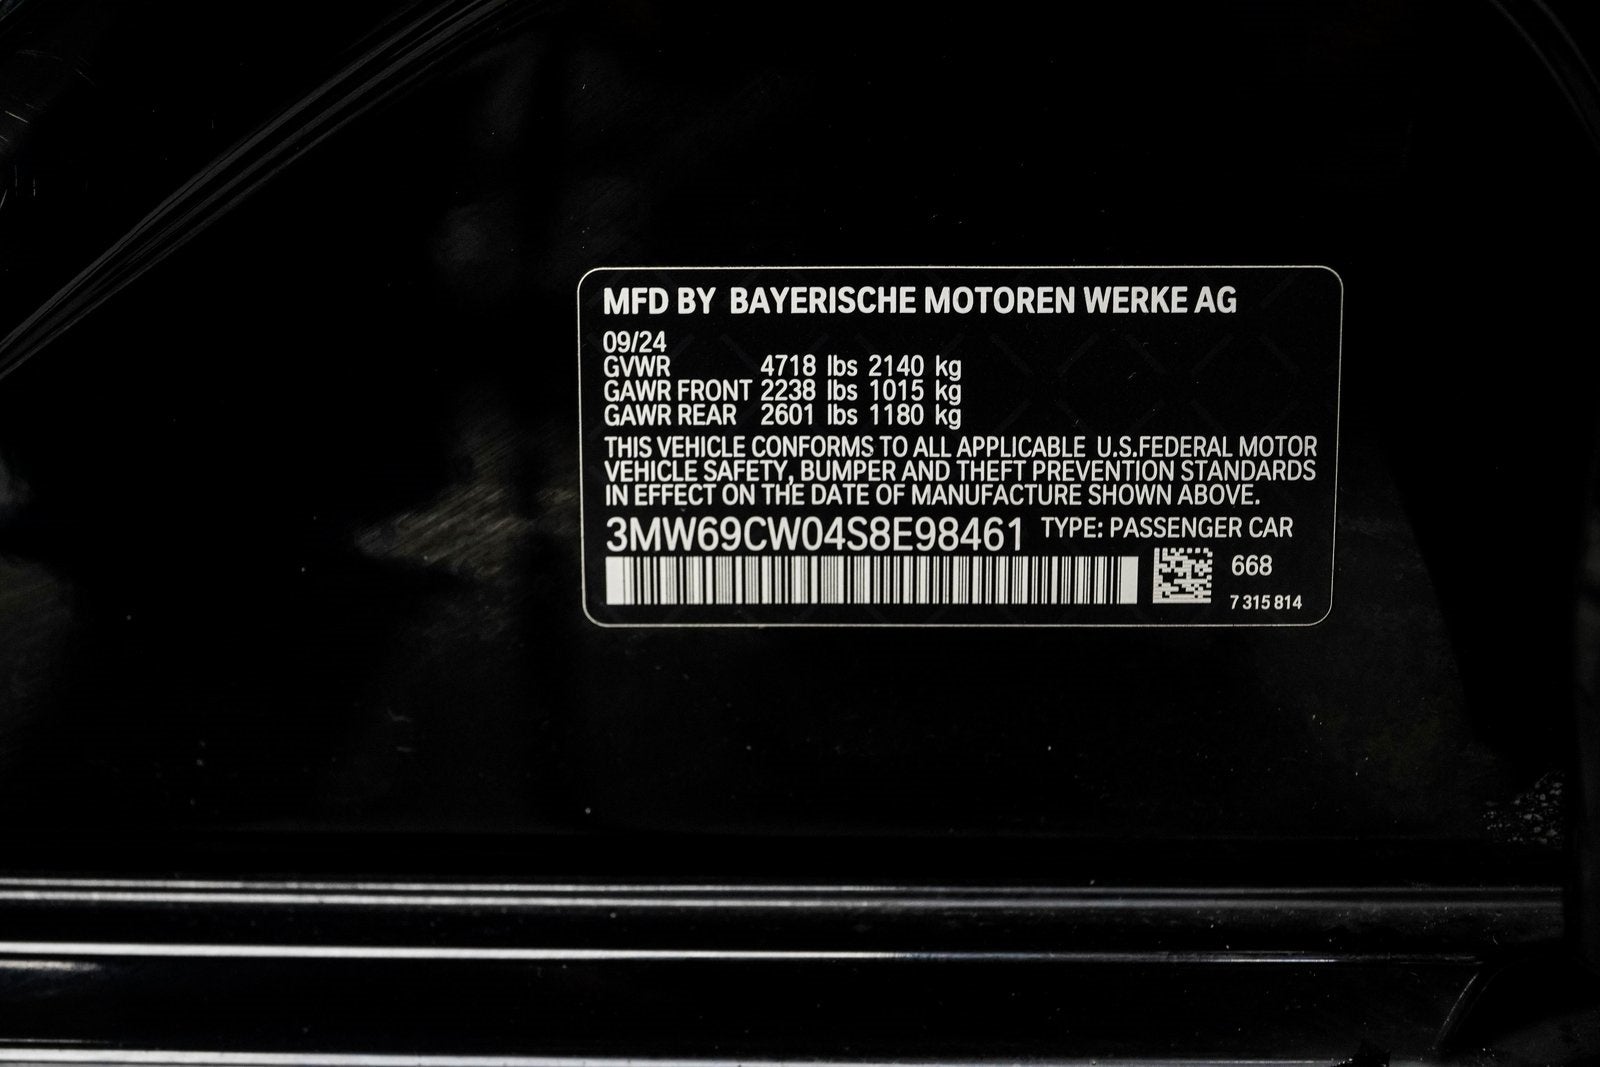 MFD BY BAYERISCHE MOTOREN WERKE AG
09/24
GVWR 4718 lbs 2140 kg
GAWR FRONT 2238 lbs 1015 kg
GAWR REAR 2601 lbs 1180 kg
THIS VEHICLE CONFORMS TO ALL APPLICABLE U.S.FEDERAL MOTOR
VEHICLE SAFETY, BUMPER AND THEFT PREVENTION STANDARDS
IN EFFECT ON THE DATE OF MANUFACTURE SHOWN ABOVE.
3MW69CW04S8E98461 TYPE: PASSENGER CAR
668
7 315 814